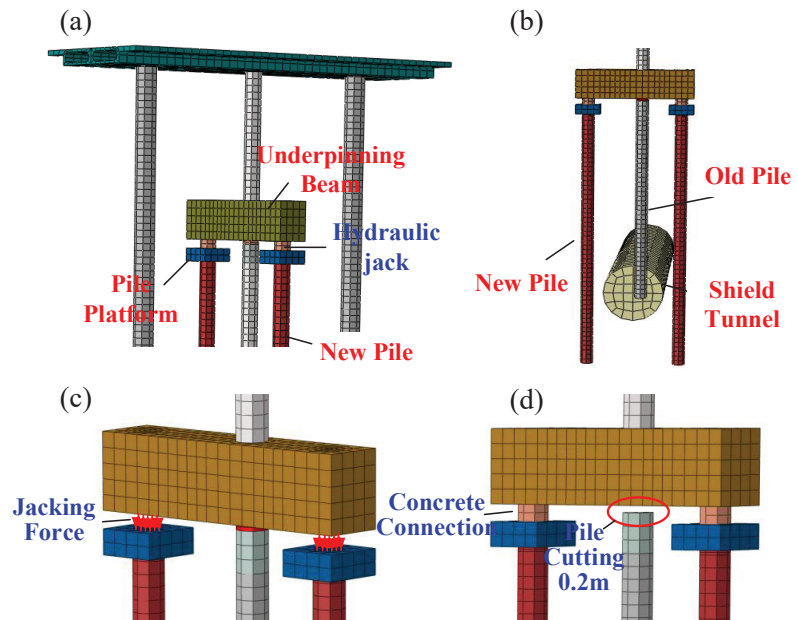 (a)
Underpinning
Beam
Hydraulic
jack
Pile
Platform
New Pile
(b)
Old Pile
New Pile
Shield
Tunnel
(c)
Jacking
Force
(d)
Concrete
Connection
Pile
Cutting
0.2m